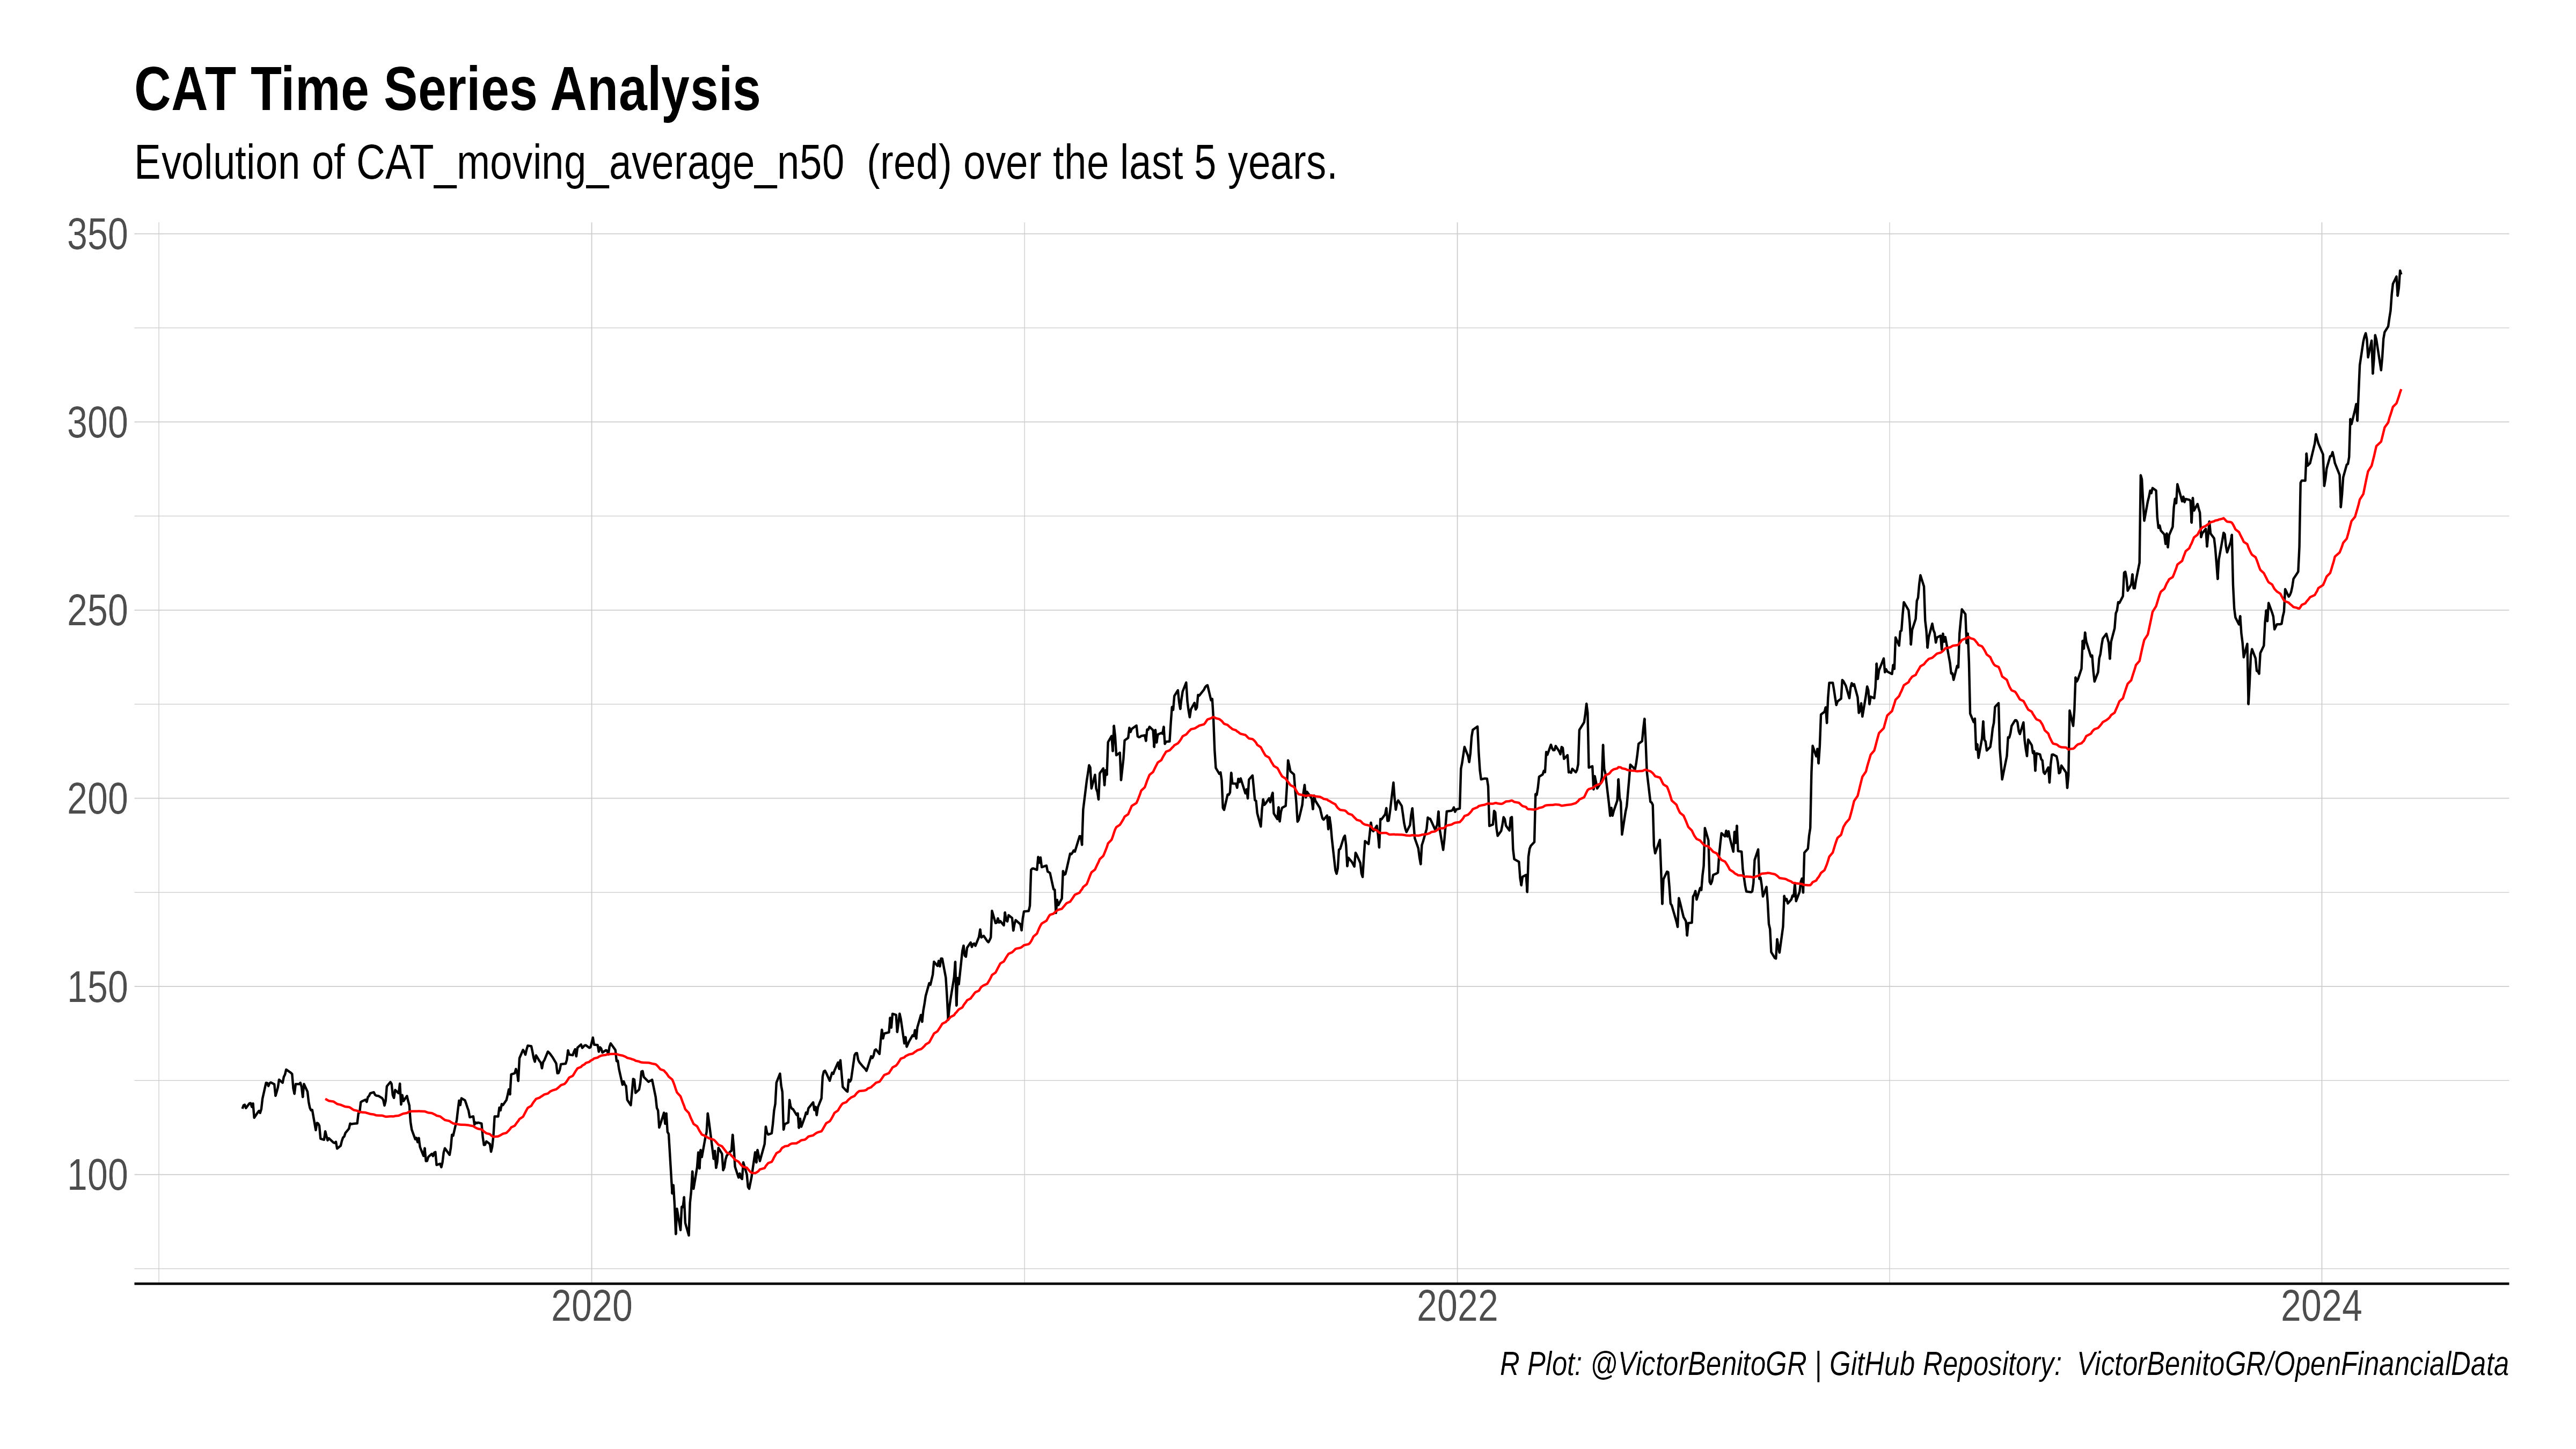 CAT Time Series Analysis
Evolution of CAT_moving_average_n50  (red) over the last 5 years.
350
300
250
200
150
100
2020 2022 2024
R Plot: @VictorBenitoGR | GitHub Repository:  VictorBenitoGR/OpenFinancialData